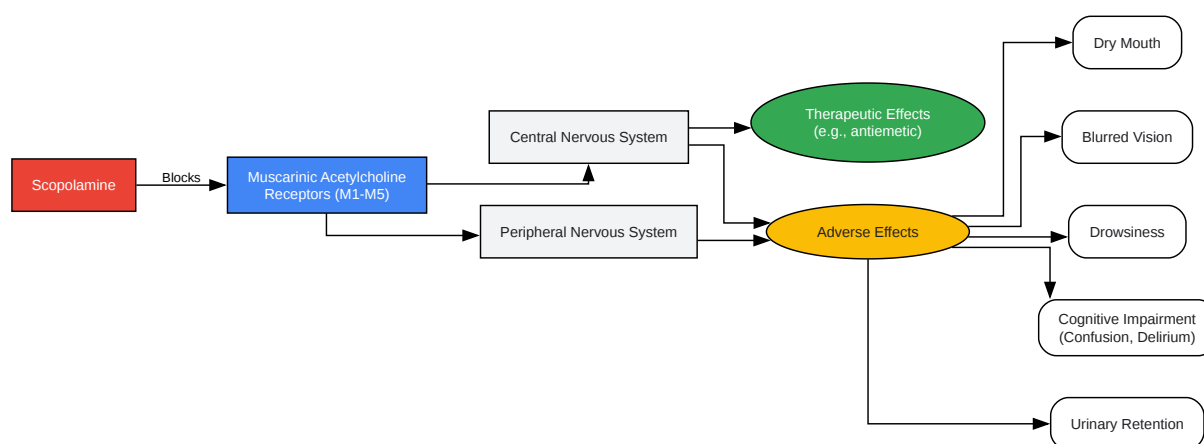 Scopolamine
Blocks
Muscarinic Acetylcholine
Receptors (M1-M5)
Central Nervous System
Peripheral Nervous System
Therapeutic Effects
(e.g., antiemetic)
Adverse Effects
Dry Mouth
Blurred Vision
Drowsiness
Cognitive Impairment
(Confusion, Delirium)
Urinary Retention